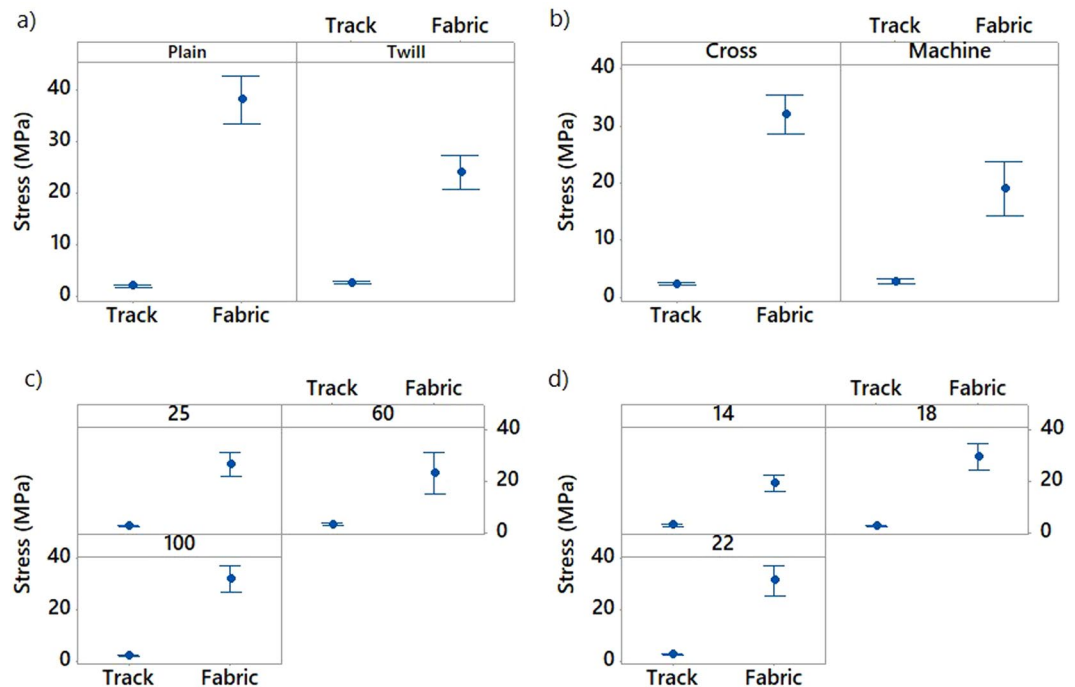 a)
Track Fabric
Plain Twill
Stress (MPa)
40
30
20
10
0
Track Fabric
b)
Track Fabric
Cross Machine
Stress (MPa)
40
30
20
10
0
Track Fabric
c)
Track Fabric
25 60
40
20
0
100
Stress (MPa)
40
20
0
Track Fabric
d)
Track Fabric
14 18
40
20
0
22
Stress (MPa)
40
20
0
Track Fabric